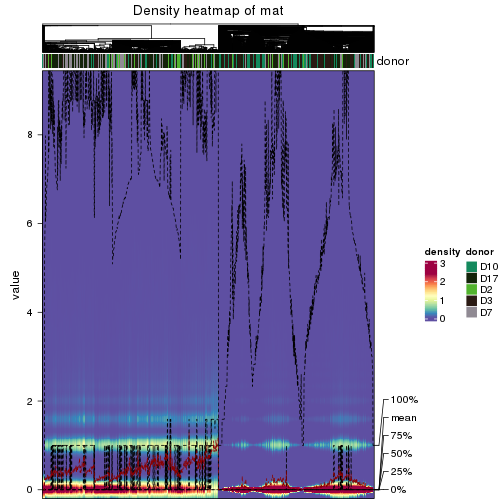 Density heatmap of mat
donor
value
8
6
4
2
0
100%
mean
75%
50%
25%
0%
density donor
3
2
1
0
D10
D17
D2
D3
D7